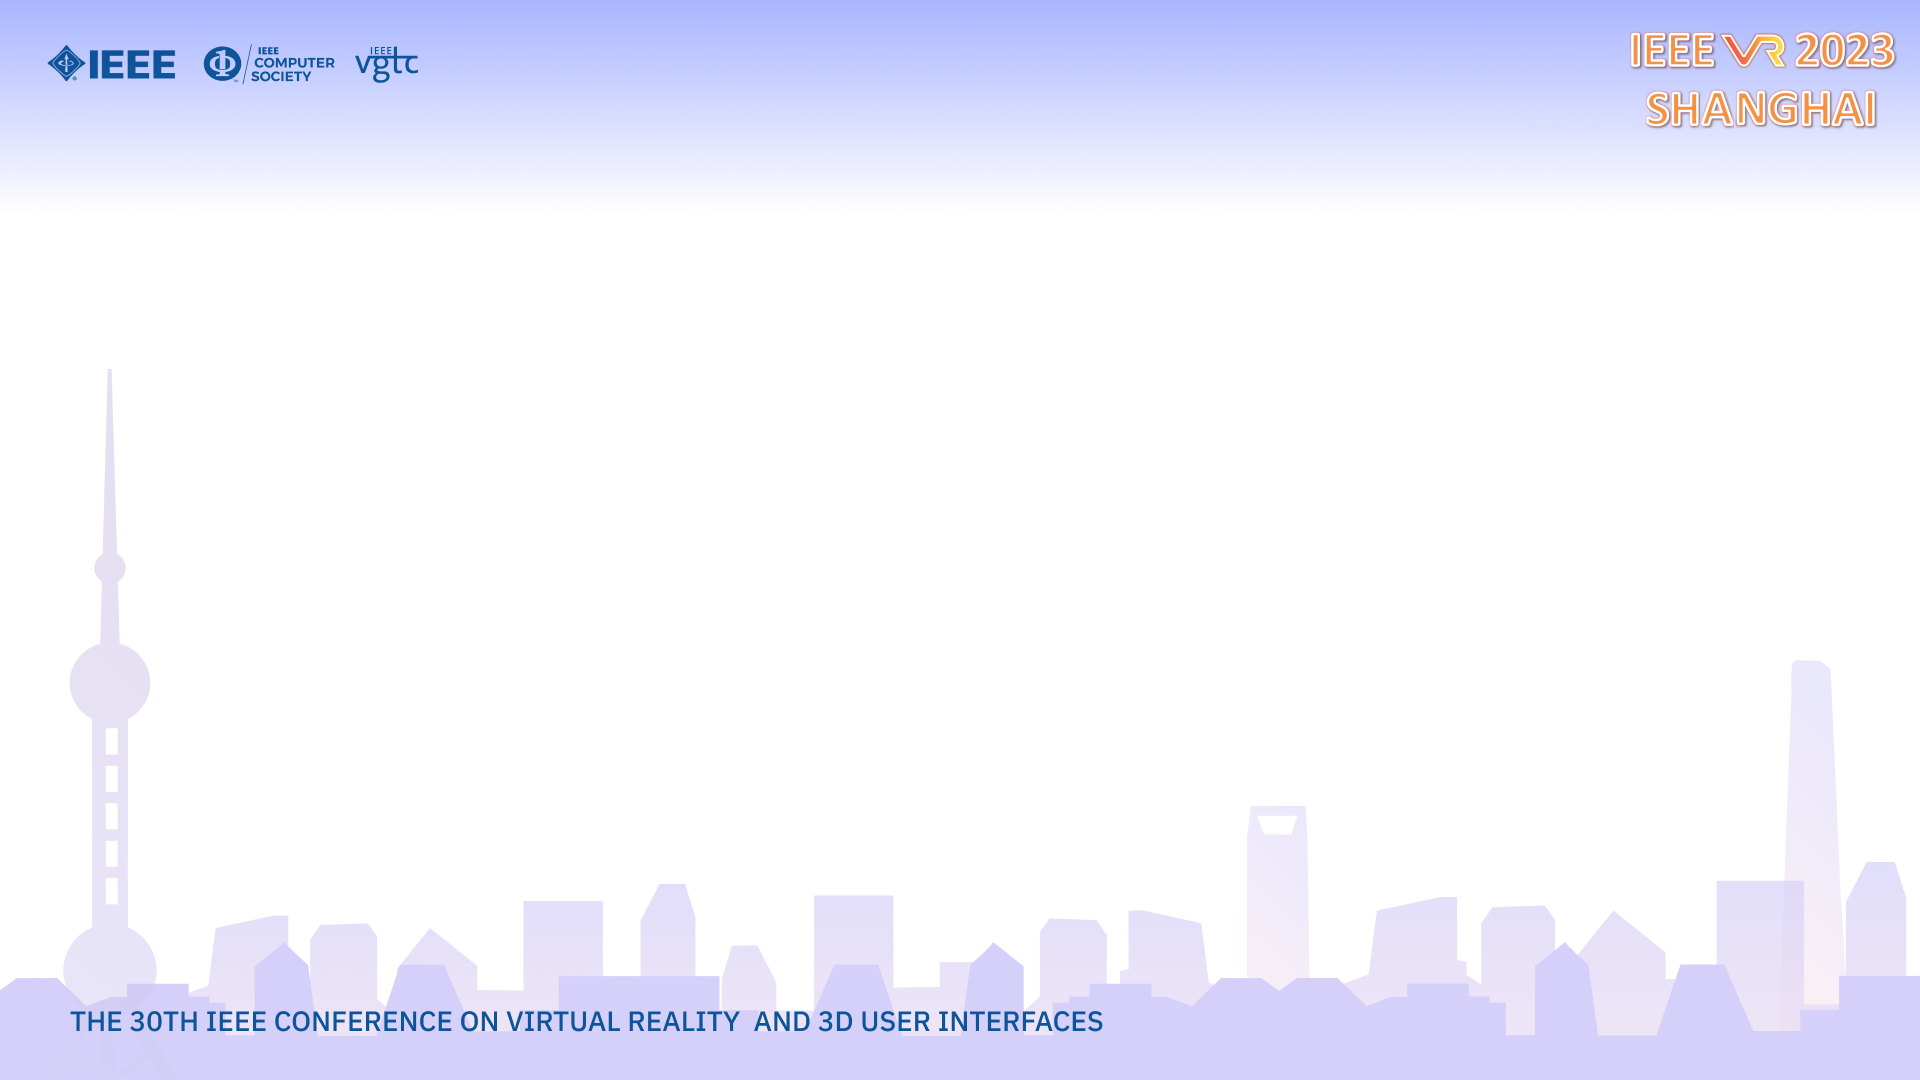 IEEE
IEEE
COMPUTER
SOCIETY
IEEE
vgtc
IEEE VR 2023
SHANGHAI
THE 30TH IEEE CONFERENCE ON VIRTUAL REALITY  AND 3D USER INTERFACES